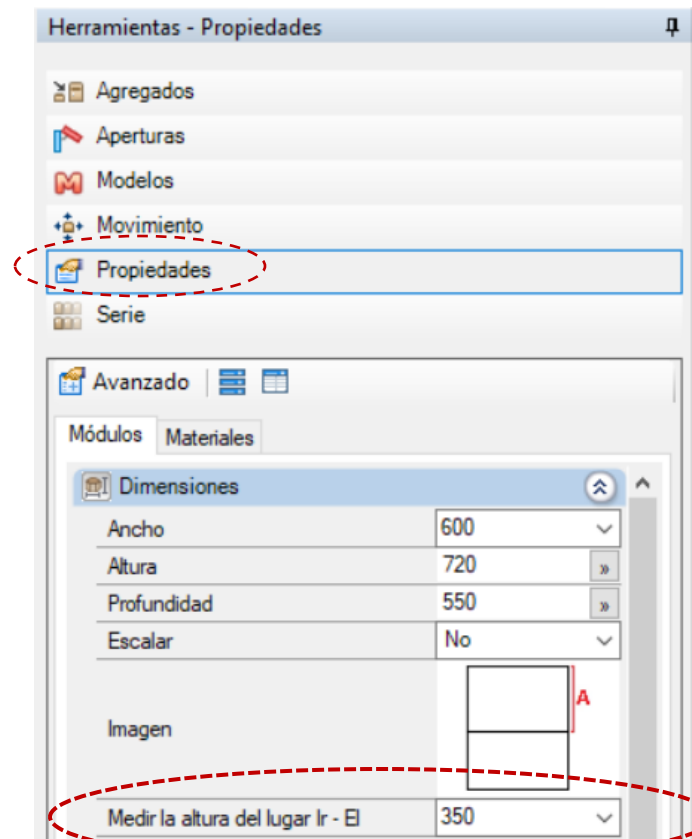 Herramientas - Propiedades
Agregados
Aperturas
Modelos
Movimiento
Propiedades
Serie
Avanzado
Módulos Materiales
Dimensiones
Ancho 600
Altura 720
Profundidad 550
Escalar No
Imagen A
Medir la altura del lugar Ir - El 350